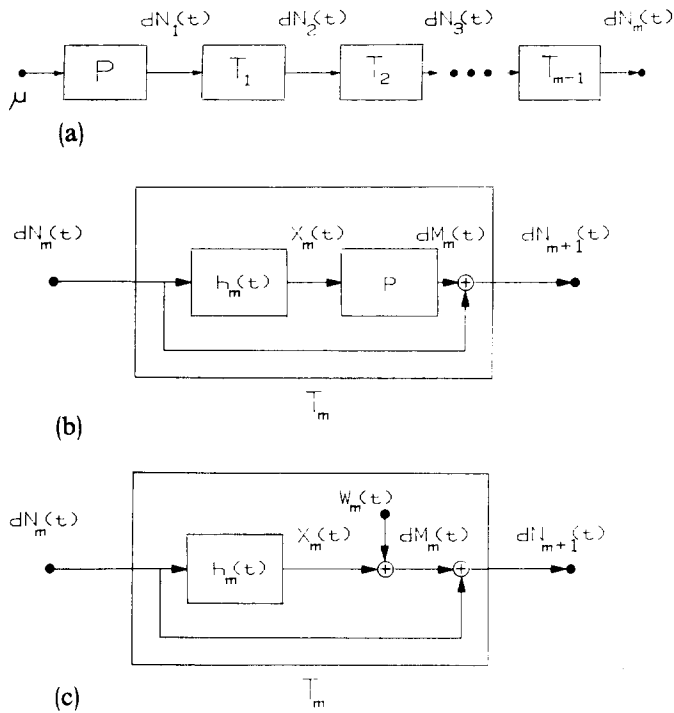 dN₁(t) dN₂(t) dN₃(t) dNₘ(t)
μ P T₁ T₂ ••• Tₘ₋₁
(a)
dNₘ(t) Xₘ(t) dMₘ(t) dNₘ₊₁(t)
hₘ(t) P +
Tₘ
(b)
Wₘ(t)
dNₘ(t) Xₘ(t) dMₘ(t) dNₘ₊₁(t)
hₘ(t) + +
Tₘ
(c)